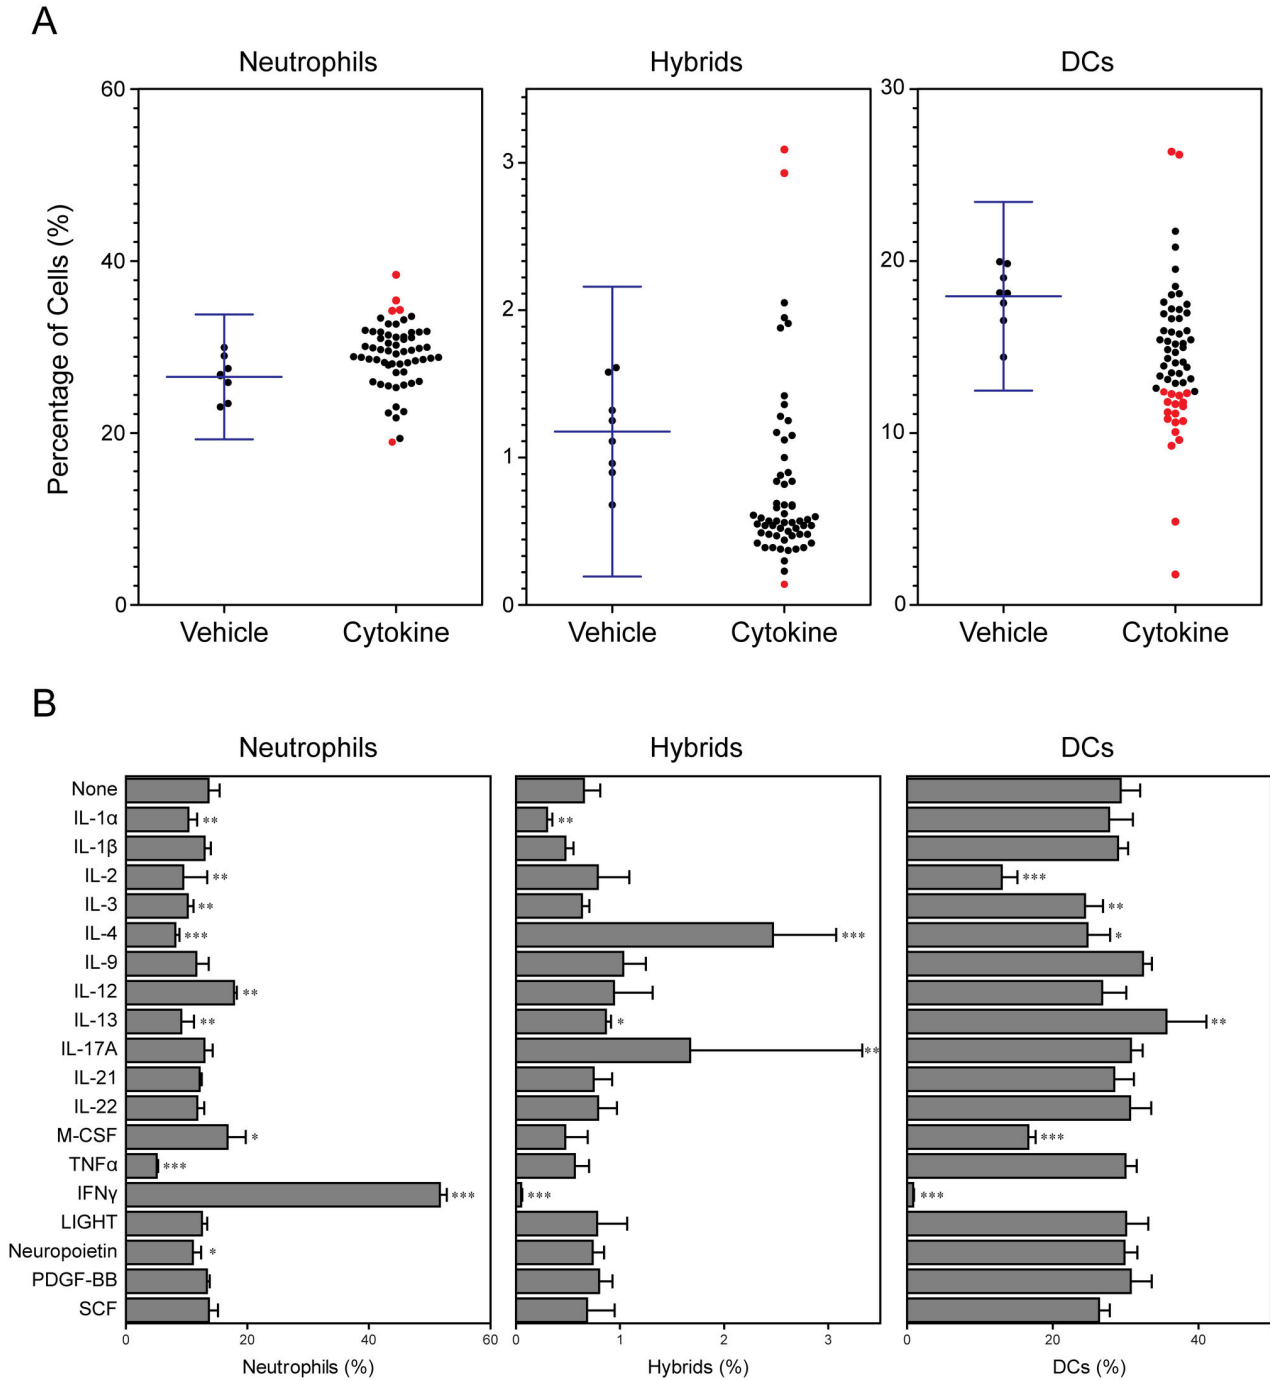 A
Neutrophils Hybrids DCs
Percentage of Cells (%)
60
40
20
0
3
2
1
0
30
20
10
0
Vehicle Cytokine Vehicle Cytokine Vehicle Cytokine
B
Neutrophils Hybrids DCs
None
IL-1α ** **
IL-1β
IL-2 ** ***
IL-3 ** **
IL-4 *** *** *
IL-9
IL-12 **
IL-13 ** * **
IL-17A **
IL-21
IL-22
M-CSF * ***
TNFα ***
IFNγ *** *** ***
LIGHT
Neuropoietin *
PDGF-BB
SCF
0 20 40 60 0 1 2 3 0 20 40
Neutrophils (%) Hybrids (%) DCs (%)